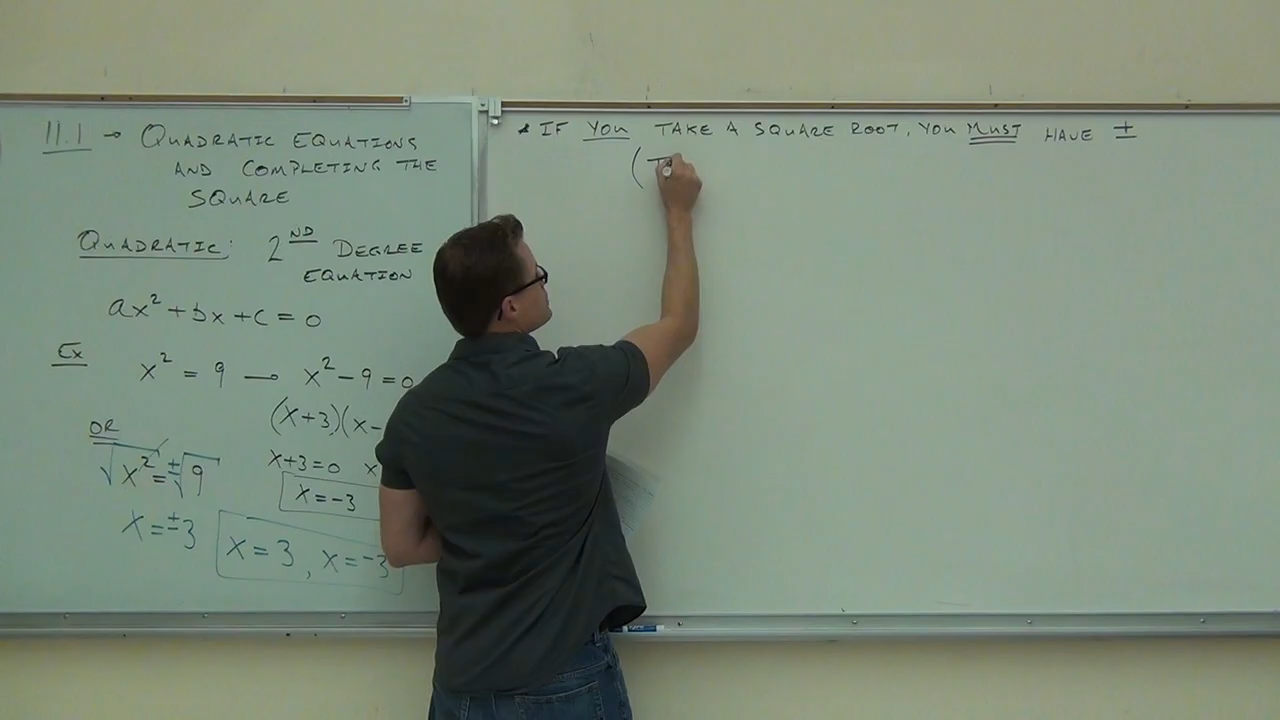 11.1 → QUADRATIC EQUATIONS
AND COMPLETING THE
SQUARE
QUADRATIC: 2ND DEGREE
EQUATION
ax² + bx + c = 0
Ex
x² = 9 — x² - 9 = 0
(x+3)(x-
OR
√x² = ±√9
x+3=0 x
x = -3
x = ±3
x = 3, x = -3
* IF YOU TAKE A SQUARE ROOT, YOU MUST HAVE ±
(T